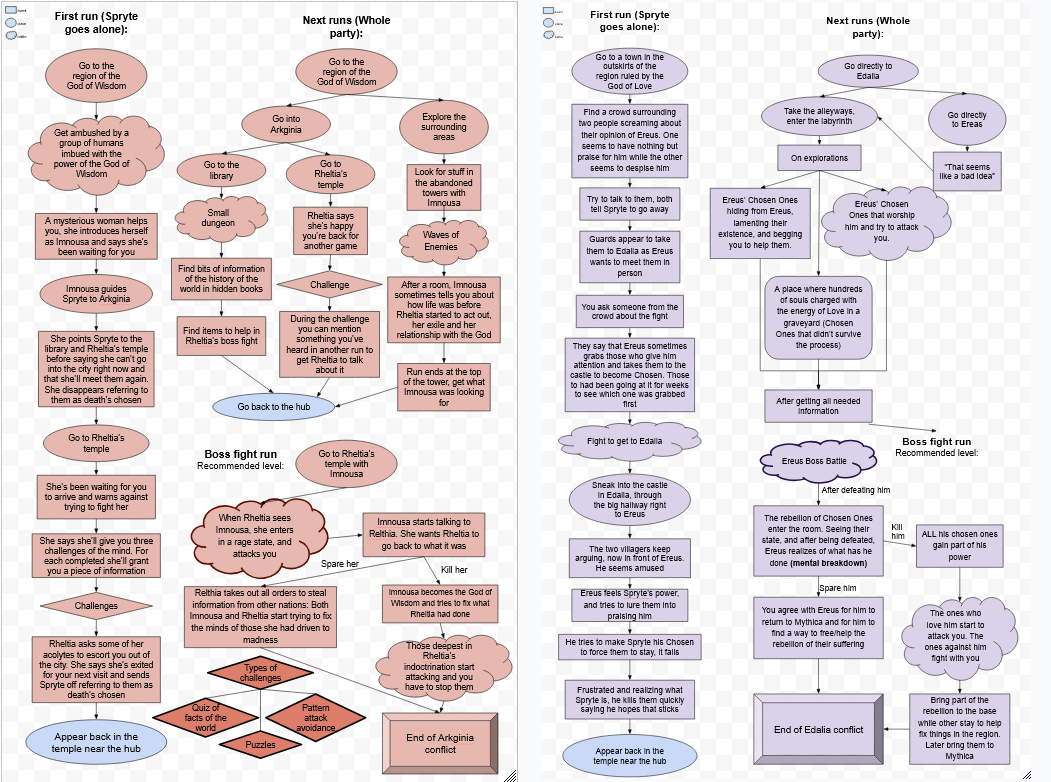 First run (Spryte
goes alone):
Go to the
region of the
God of Wisdom
Get ambushed by a
group of humans
imbued with the
power of the God of
Wisdom
A mysterious woman helps
you, she introduces herself
as Imnousa and says she's
been waiting for you
Imnousa guides
Spryte to Arkginia
She points Spryte to the
library and Rheltia's temple
before saying she can't go
into the city right now and
that she'll meet them again.
She disappears referring to
them as death's chosen
Go to Rheltia's
temple
She's been waiting for you
to arrive and warns against
trying to fight her
She says she'll give you three
challenges of the mind. For
each completed she'll grant
you a piece of information
Challenges
Rheltia asks some of her
acolytes to escort you out
of the city. She says she's exited
for your next visit and sends
Spryte off referring to them as
death's chosen
Appear back in the
temple near the hub
Next runs (Whole
party):
Go to the
region of the
God of Wisdom
Go into
Arkginia
Explore the
surrounding
areas
Go to the
library
Go to
Rheltia's
temple
Look for stuff in
the abandoned
towers with
Imnousa
Small
dungeon
Rheltia says
she's happy
you're back for
another game
Waves of
Enemies
Find bits of information
of the history of the
world in hidden books
Challenge
After a room, Imnousa
sometimes tells you about
how life was before
Rheltia started to act out,
her exile and her
relationship with the God
Find items to help in
Rheltia's boss fight
During the challenge
you can mention
something you've
heard in another run to
get Rheltia to talk
about it
Run ends at the top
of the tower, get what
Imnousa was looking
for
Go back to the hub
Boss fight run
Recommended level:
Go to Rheltia's
temple with
Imnousa
When Rheltia sees
Imnousa, she enters
in a rage state, and
attacks you
Imnousa starts talking to
Relthia. She wants Rheltia to
go back to what it was
Spare her
Kill her
Relthia takes out all orders to steal
information from other nations: Both
Imnousa and Rheltia start trying to fix
the minds of those she had driven to
madness
Imnousa becomes the God of
Wisdom and tries to fix what
Rheltia had done
Those deepest in
Rheltia's
indoctrination start
attacking and you
have to stop them
Types of
challenges
Quiz of
facts of the
world
Pattern
attack
avoidance
Puzzles
End of Arkginia
conflict
First run (Spryte
goes alone):
Go to a town in the
outskirts of the
region ruled by the
God of Love
Find a crowd surrounding
two people screaming about
their opinion of Ereus. One
seems to have nothing but
praise for him while the other
seems to despise him
Try to talk to them, both
tell Spryte to go away
Guards appear to take
them to Edalia as Ereus
wants to meet them in
person
You ask someone from the
crowd about the fight
They say that Ereus sometimes
grabs those who give him
attention and takes them to the
castle to become Chosen. Those
to had been going at it for weeks
to see which one was grabbed
first
Fight to get to Edalia
Sneak into the castle
in Edalia, through
the big hallway right
to Ereus
The two villagers keep
arguing, now in front of Ereus.
He seems amused
Ereus feels Spryte's power,
and tries to lure them into
praising him
He tries to make Spryte his Chosen
to force them to stay, it fails
Frustrated and realizing what
Spryte is, he kills them quickly
saying he hopes that sticks
Appear back in the
temple near the hub
Next runs (Whole
party):
Go directly to
Edalia
Take the alleyways,
enter the labyrinth
Go directly
to Ereas
On explorations
"That seems
like a bad idea"
Ereus' Chosen Ones
hiding from Ereus,
lamenting their
existence, and begging
you to help them.
Ereus' Chosen
Ones that worship
him and try to attack
you.
A place where hundreds
of souls charged with
the energy of Love in a
graveyard (Chosen
Ones that didn't survive
the process)
After getting all needed
information
Boss fight run
Recommended level:
Ereus Boss Battle
After defeating him
The rebellion of Chosen Ones
enter the room. Seeing their
state, and after being defeated,
Ereus realizes of what has he
done (mental breakdown)
Kill
him
ALL his chosen ones
gain part of his
power
Spare him
You agree with Ereus for him to
return to Mythica and for him to
find a way to free/help the
rebellion of their suffering
The ones who
love him start to
attack you. The
ones against him
fight with you
End of Edalia conflict
Bring part of the
rebellion to the base
while other stay to help
fix things in the region.
Later bring them to
Mythica